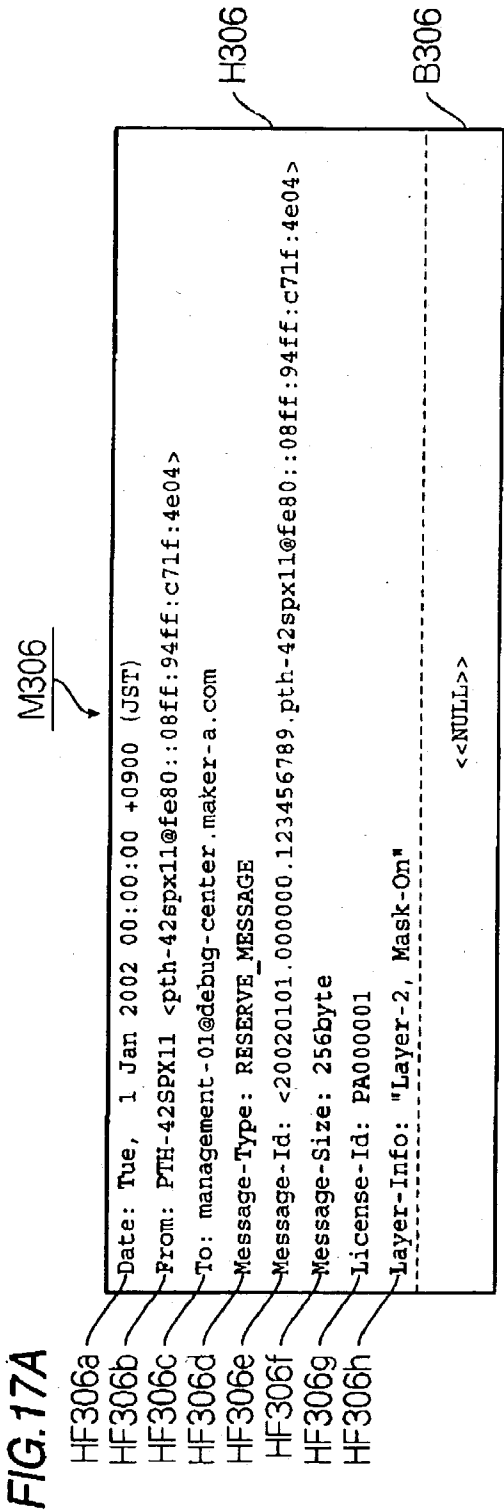 FIG.17A
M306
HF306a
HF306b
HF306c
HF306d
HF306e
HF306f
HF306g
HF306h
Date: Tue, 1 Jan 2002 00:00:00 +0900 (JST)
From: PTH-42SPX11 <pth-42spx11@fe80::08ff:94ff:c71f:4e04>
To: management-01@debug-center.maker-a.com
Message-Type: RESERVE_MESSAGE
Message-Id: <20020101.000000.123456789.pth-42spx11@fe80::08ff:94ff:c71f:4e04>
Message-Size: 256byte
License-Id: PA000001
Layer-Info: "Layer-2, Mask-On"
<<NULL>>
H306
B306